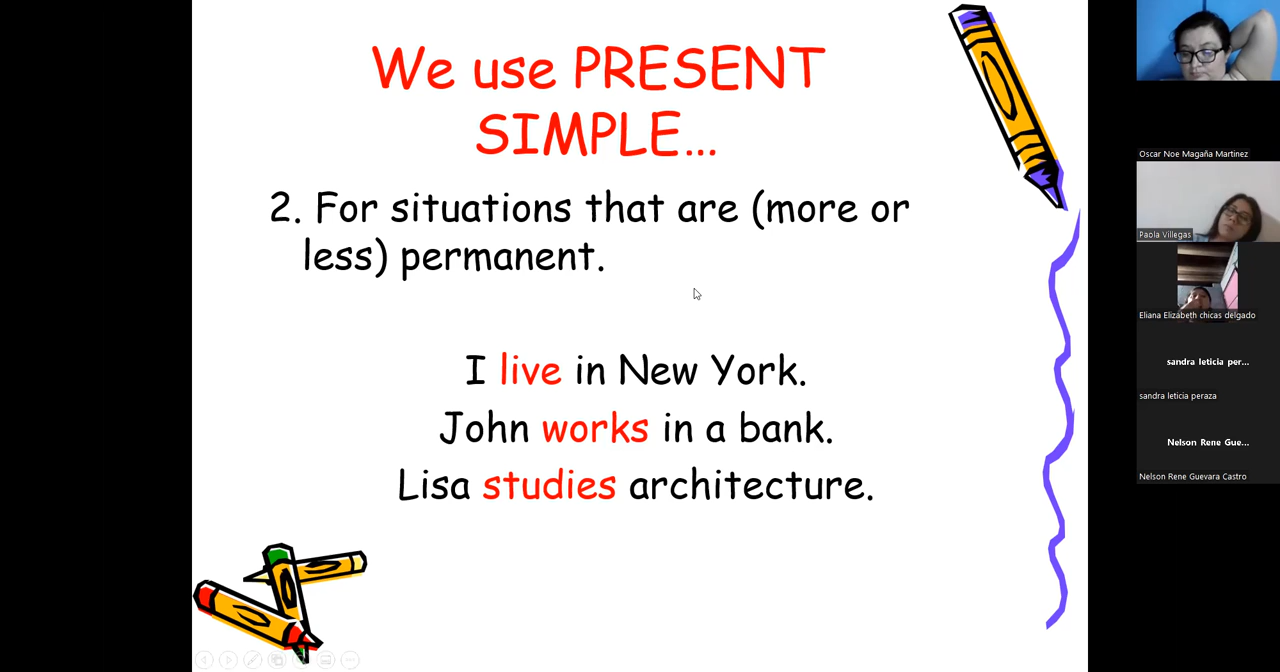 We use PRESENT
SIMPLE...
2. For situations that are (more or
less) permanent.
I live in New York.
John works in a bank.
Lisa studies architecture.
Oscar Noe Magaña Martinez
Paola Villegas
Eliana Elizabeth chicas delgado
sandra leticia per...
sandra leticia peraza
Nelson Rene Gue...
Nelson Rene Guevara Castro